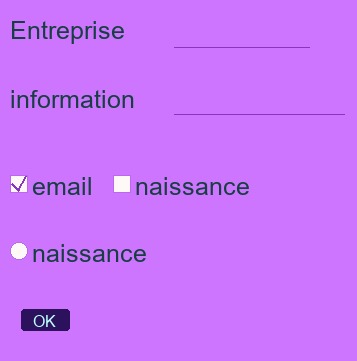 Entreprise
information
email naissance
naissance
OK